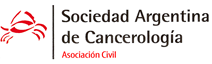 Sociedad Argentina
de Cancerología
Asociación Civil